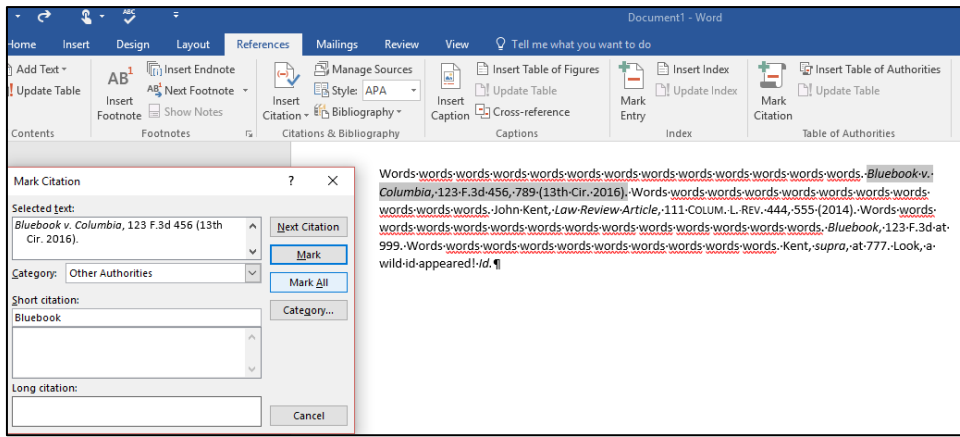 ABC
Document1 - Word
Home Insert Design Layout References Mailings Review View Tell me what you want to do
Add Text
Update Table
Contents
AB1
Insert Footnote
Insert Endnote
AB1 Next Footnote
Show Notes
Footnotes
Insert Citation
Manage Sources
Style: APA
Bibliography
Citations & Bibliography
Insert Caption
Insert Table of Figures
Update Table
Cross-reference
Captions
Mark Entry
Insert Index
Update Index
Index
Mark Citation
Insert Table of Authorities
Update Table
Table of Authorities
Mark Citation ? ×
Selected text:
Bluebook v. Columbia, 123 F.3d 456 (13th
Cir. 2016).
Next Citation
Mark
Category: Other Authorities
Mark All
Short citation:
Bluebook
Category...
Long citation:
Cancel
Words·words·words·words·words·words·words·words·words·words·words·words.·Bluebook·v.·
Columbia,·123·F.3d·456,·789·(13th·Cir.·2016).·Words·words·words·words·words·words·words·
words·words·words.·John·Kent,·Law·Review·Article,·111·COLUM.·L.·REV.·444,·555·(2014).·Words·words·
words·words·words·words·words·words·words·words·words·words.·Bluebook,·123·F.3d·at·
999.·Words·words·words·words·words·words·words·words·words·words.·Kent,·supra,·at·777.·Look,·a·
wild·id·appeared!·Id.¶